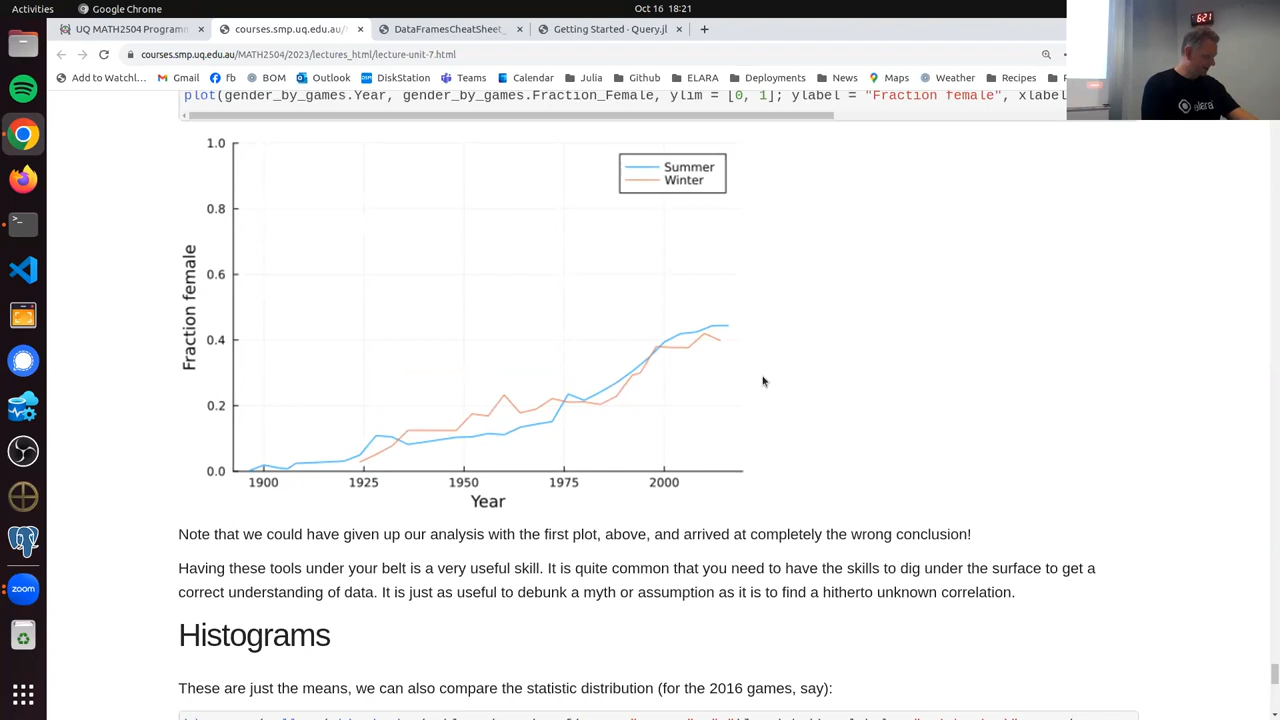 Activities
Google Chrome
Oct 16 18:21
621
UQ MATH2504 Programm
courses.smp.uq.edu.au/
DataFramesCheatSheet_
Getting Started · Query.jl
courses.smp.uq.edu.au/MATH2504/2023/lectures_html/lecture-unit-7.html
Add to Watchl...
Gmail
fb
BOM
Outlook
DiskStation
Teams
Calendar
Julia
Github
ELARA
Deployments
News
Maps
Weather
Recipes
plot(gender_by_games.Year, gender_by_games.Fraction_Female, ylim = [0, 1]; ylabel = "Fraction female", xlabel
1.0
0.8
0.6
0.4
0.2
0.0
Fraction female
Summer
Winter
1900
1925
1950
1975
2000
Year
Note that we could have given up our analysis with the first plot, above, and arrived at completely the wrong conclusion!
Having these tools under your belt is a very useful skill. It is quite common that you need to have the skills to dig under the surface to get a
correct understanding of data. It is just as useful to debunk a myth or assumption as it is to find a hitherto unknown correlation.
Histograms
These are just the means, we can also compare the statistic distribution (for the 2016 games, say):
zoom